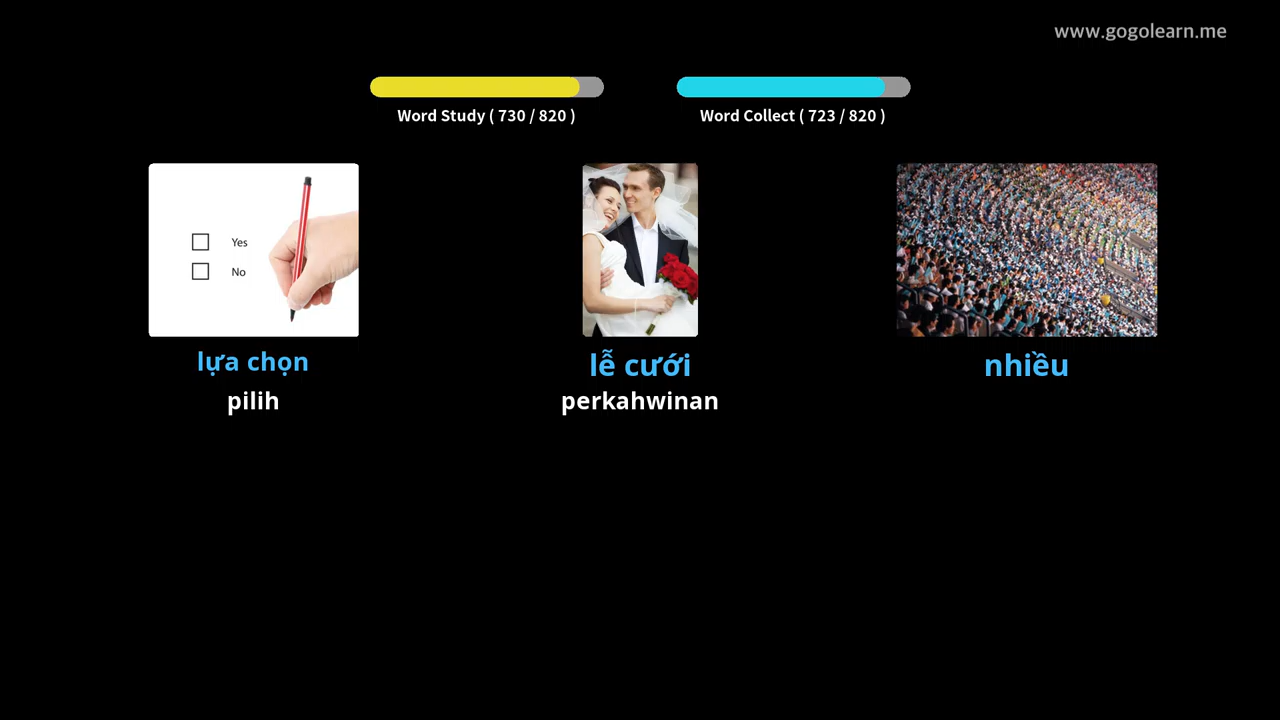 www.gogolearn.me
Word Study ( 730 / 820 )
Word Collect ( 723 / 820 )
Yes
No
lựa chọn
lễ cưới
nhiều
pilih
perkahwinan